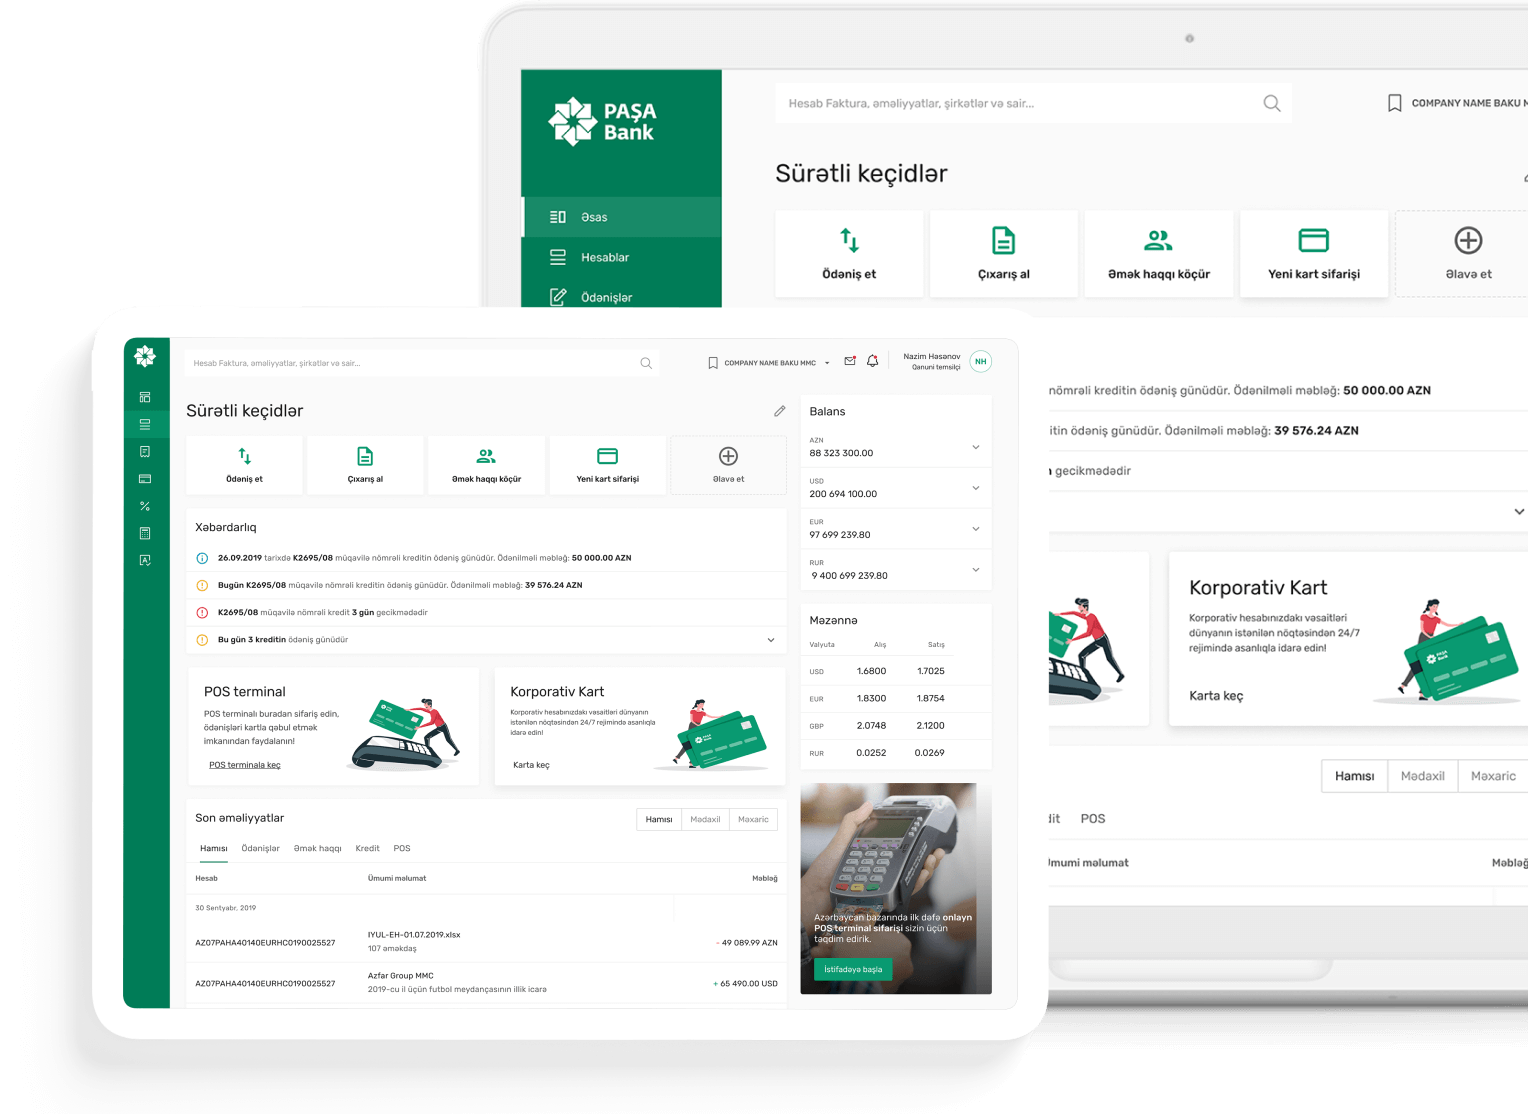 PAŞA
Bank
Hesab Faktura, əməliyyatlar, şirkətlər və sair...
COMPANY NAME BAKU M
Sürətli keçidlər
Əsas
Hesablar
Ödənişlər
Ödəniş et
Çıxarış al
Əmək haqqı köçür
Yeni kart sifarişi
Əlavə et
nömrəli kreditin ödəniş günüdür. Ödənilməli məbləğ: 50 000.00 AZN
itin ödəniş günüdür. Ödənilməli məbləğ: 39 576.24 AZN
gecikmədədir
Korporativ Kart
Korporativ hesabınızdakı vəsaitləri
dünyanın istənilən nöqtəsindən 24/7
rejimində asanlıqla idarə edin!
Karta keç
PAŞA
Bank
Hamısı
Mədaxil
Məxaric
dit
POS
Ümumi məlumat
Məbləğ
Hesab Faktura, əməliyyatlar, şirkətlər və sair...
COMPANY NAME BAKU MMC
Nazim Həsənov
Qanuni təmsilçi
NH
Sürətli keçidlər
Ödəniş et
Çıxarış al
Əmək haqqı köçür
Yeni kart sifarişi
Əlavə et
Xəbərdarlıq
26.09.2019 tarixdə K2695/08 müqavilə nömrəli kreditin ödəniş günüdür. Ödənilməli məbləğ: 50 000.00 AZN
Bugün K2695/08 müqavilə nömrəli kreditin ödəniş günüdür. Ödənilməli məbləğ: 39 576.24 AZN
K2695/08 müqavilə nömrəli kredit 3 gün gecikmədədir
Bu gün 3 kreditin ödəniş günüdür
POS terminal
POS terminalı buradan sifariş edin,
ödənişləri kartla qəbul etmək
imkanından faydalanın!
POS terminala keç
Korporativ Kart
Korporativ hesabınızdakı vəsaitləri dünyanın
istənilən nöqtəsindən 24/7 rejimində asanlıqla
idarə edin!
Karta keç
Son əməliyyatlar
Hamısı
Mədaxil
Məxaric
Hamısı
Ödənişlər
Əmək haqqı
Kredit
POS
Hesab
Ümumi məlumat
Məbləğ
30 Sentyabr, 2019
AZ07PAHA40140EURHC0190025527
IYUL-EH-01.07.2019.xlsx
107 əməkdaş
- 49 089.99 AZN
AZ07PAHA40140EURHC0190025527
Azfar Group MMC
2019-cu il üçün futbol meydançasının illik icarə
+ 65 490.00 USD
Balans
AZN
88 323 300.00
USD
200 694 100.00
EUR
97 699 239.80
RUR
9 400 699 239.80
Məzənnə
Valyuta
Alış
Satış
USD
1.6800
1.7025
EUR
1.8300
1.8754
GBP
2.0748
2.1200
RUR
0.0252
0.0269
Azərbaycan bazarında ilk dəfə onlayn
POS terminal sifarişi sizin üçün
təqdim edirik.
İstifadəyə başla